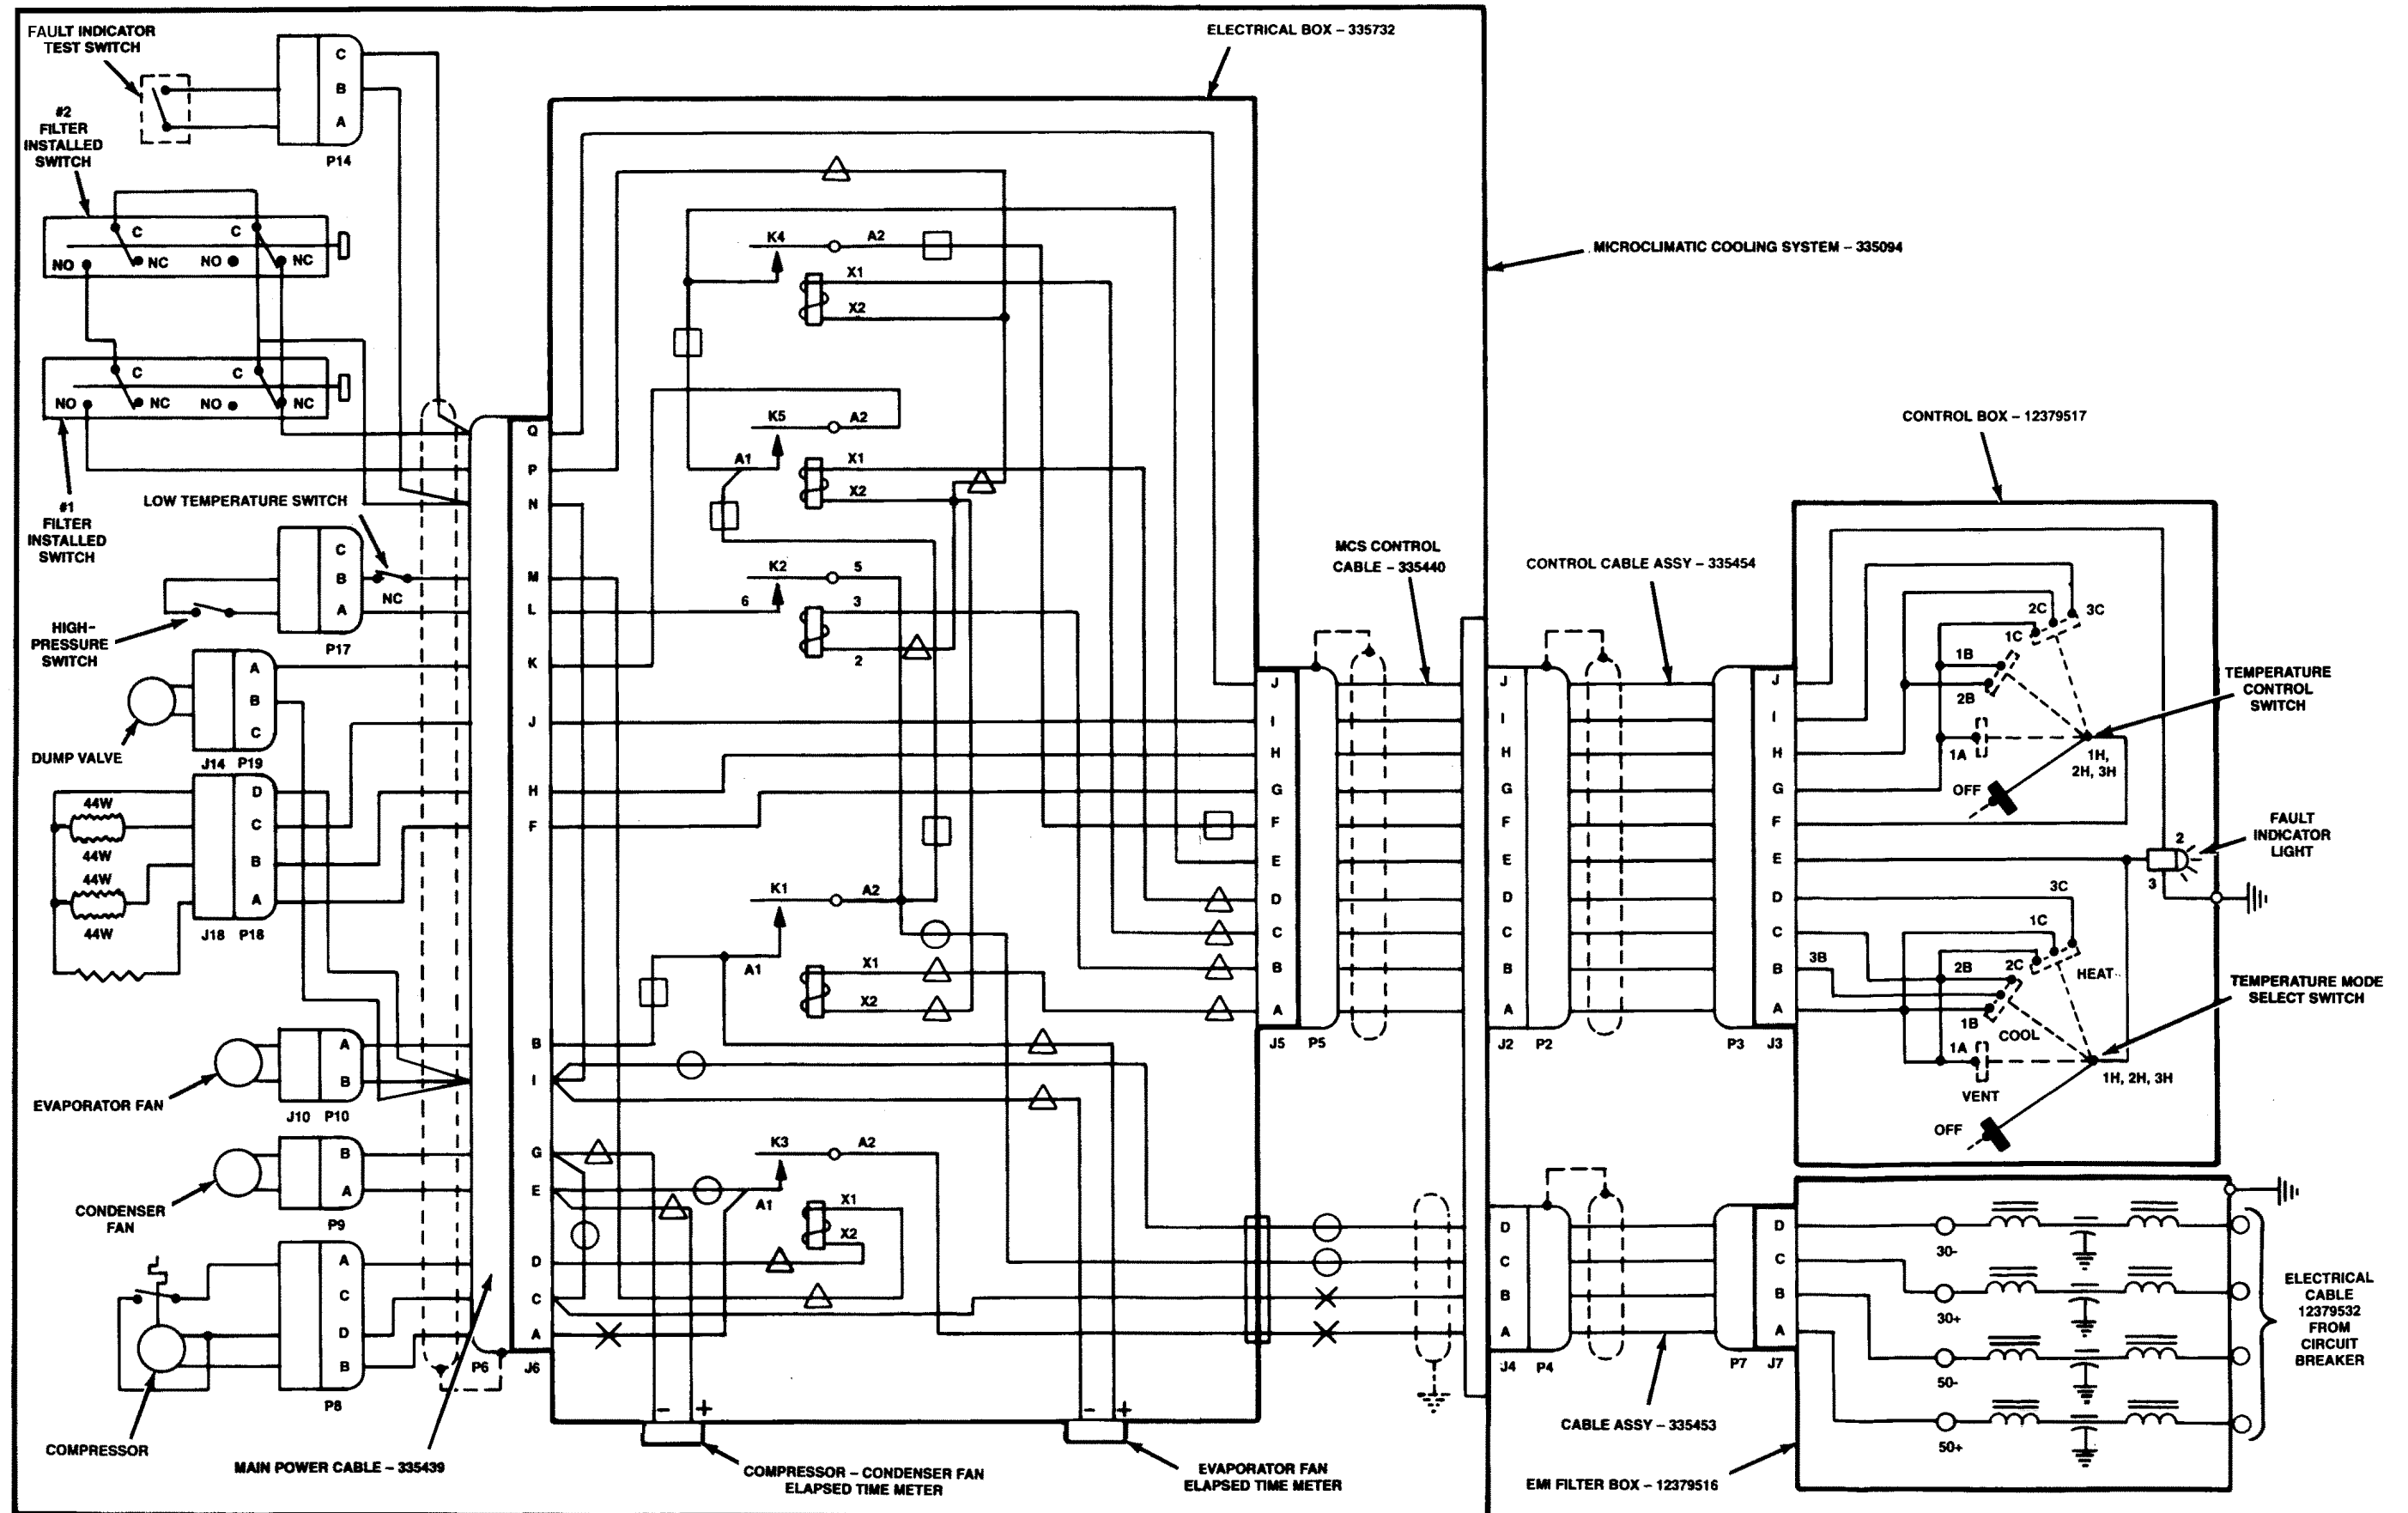 FAULT INDICATOR
TEST SWITCH
C
B
A
P14
#2
FILTER
INSTALLED
SWITCH
C
C
NO
NC
NO
NC
C
C
NO
NC
NO
NC
#1
FILTER
INSTALLED
SWITCH
LOW TEMPERATURE SWITCH
C
B
A
NC
P17
HIGH-
PRESSURE
SWITCH
A
B
C
J14
P19
DUMP VALVE
44W
44W
44W
44W
D
C
B
A
J18
P18
A
B
J10
P10
EVAPORATOR FAN
B
A
P9
CONDENSER
FAN
A
C
D
B
P8
COMPRESSOR
MAIN POWER CABLE – 335439
Q
P
N
M
L
K
J
H
F
B
I
G
E
D
C
A
P6
J6
ELECTRICAL BOX – 335732
K4
A2
X1
X2
K5
A2
A1
X1
X2
K2
5
6
3
2
K1
A2
A1
X1
X2
K3
A2
A1
X1
X2
-
+
COMPRESSOR – CONDENSER FAN
ELAPSED TIME METER
-
+
EVAPORATOR FAN
ELAPSED TIME METER
J
I
H
G
F
E
D
C
B
A
J5
P5
MICROCLIMATIC COOLING SYSTEM – 335094
MCS CONTROL
CABLE – 335440
CONTROL CABLE ASSY – 335454
J
I
H
G
F
E
D
C
B
A
J2
P2
J
I
H
G
F
E
D
C
B
A
P3
J3
CONTROL BOX – 12379517
2C
3C
1C
1B
2B
1A
1H,
2H, 3H
OFF
TEMPERATURE
CONTROL
SWITCH
2
3
FAULT
INDICATOR
LIGHT
3C
1C
3B
2B
2C
HEAT
1B
COOL
1A
VENT
1H, 2H, 3H
OFF
TEMPERATURE MODE
SELECT SWITCH
D
C
B
A
J4
P4
D
C
B
A
P7
J7
30-
30+
50-
50+
ELECTRICAL
CABLE
12379532
FROM
CIRCUIT
BREAKER
CABLE ASSY – 335453
EMI FILTER BOX – 12379516